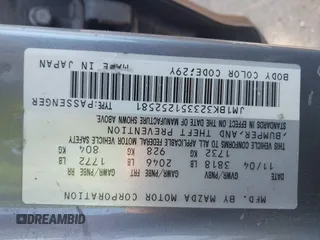 MFD. BY MAZDA MOTOR CORPORATION
GVWR/PNBV GAWR/PNBE FR GAWR/PNBE RR
11/04 3818 LB 2046 LB 1772 LB
1732 KG 928 KG 804 KG
CONFORMS TO ALL APPLICABLE FEDERAL MOTOR VEHICLE SAFETY
,BUMPER,AND THEFT PREVENTION
STANDARDS IN EFFECT ON THE DATE OF MANUFACTURE SHOWN ABOVE.
JM1BK323351252581 TYPE:PASSENGER
BODY COLOR CODE:29Y MADE IN JAPAN
DREAMBID